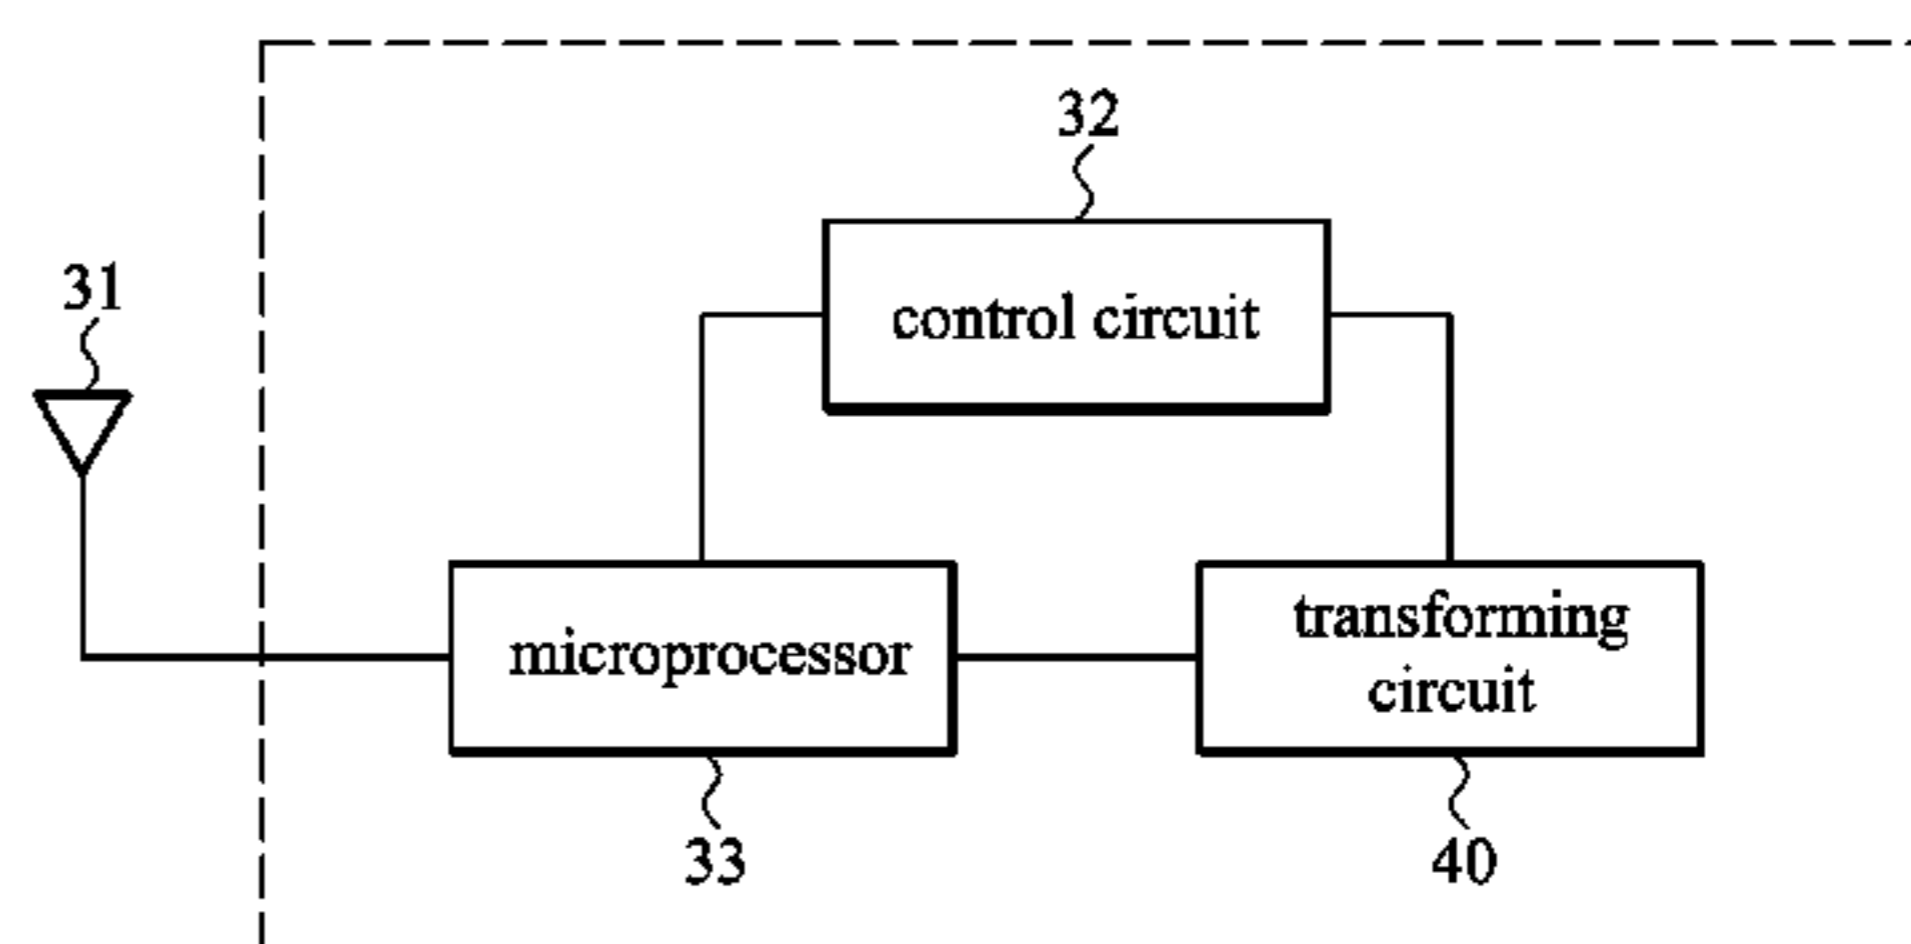 32
31
control circuit
microprocessor
transforming
circuit
33
40